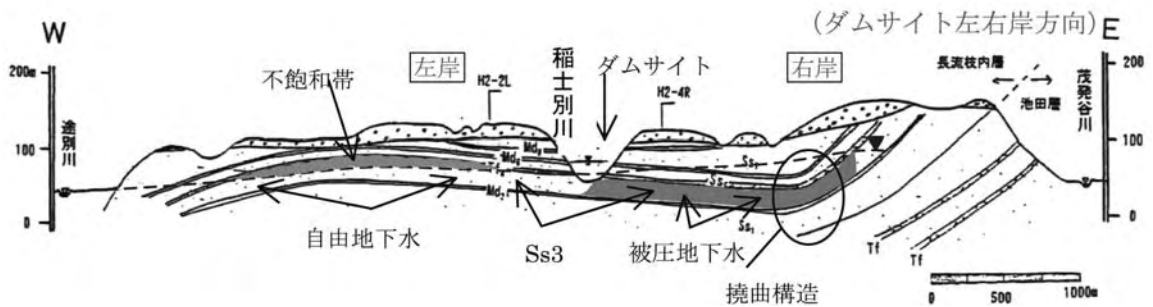 (ダムサイト左右岸方向)
W
E
200m
100
0
途別川
不飽和帯
左岸
H2-2L
稲士別川
ダムサイト
H2-4R
右岸
長流枝内層
池田層
200
100
0
茂発谷川
Ss₃
Ss₁
Md₂
自由地下水
Ss3
被圧地下水
撓曲構造
Tf
Tf
0 500 1000m